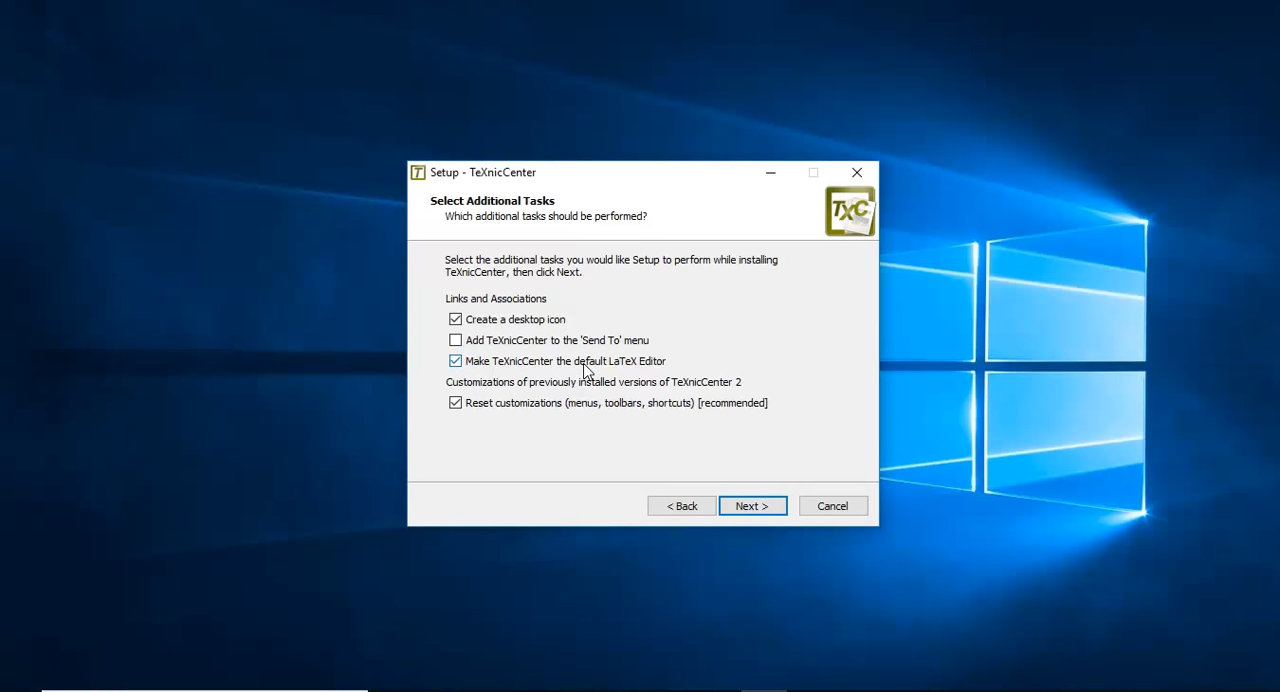 Setup - TeXnicCenter
Select Additional Tasks
Which additional tasks should be performed?
TXC
Select the additional tasks you would like Setup to perform while installing
TeXnicCenter, then click Next.
Links and Associations
Create a desktop icon
Add TeXnicCenter to the 'Send To' menu
Make TeXnicCenter the default LaTeX Editor
Customizations of previously installed versions of TeXnicCenter 2
Reset customizations (menus, toolbars, shortcuts) [recommended]
< Back Next > Cancel